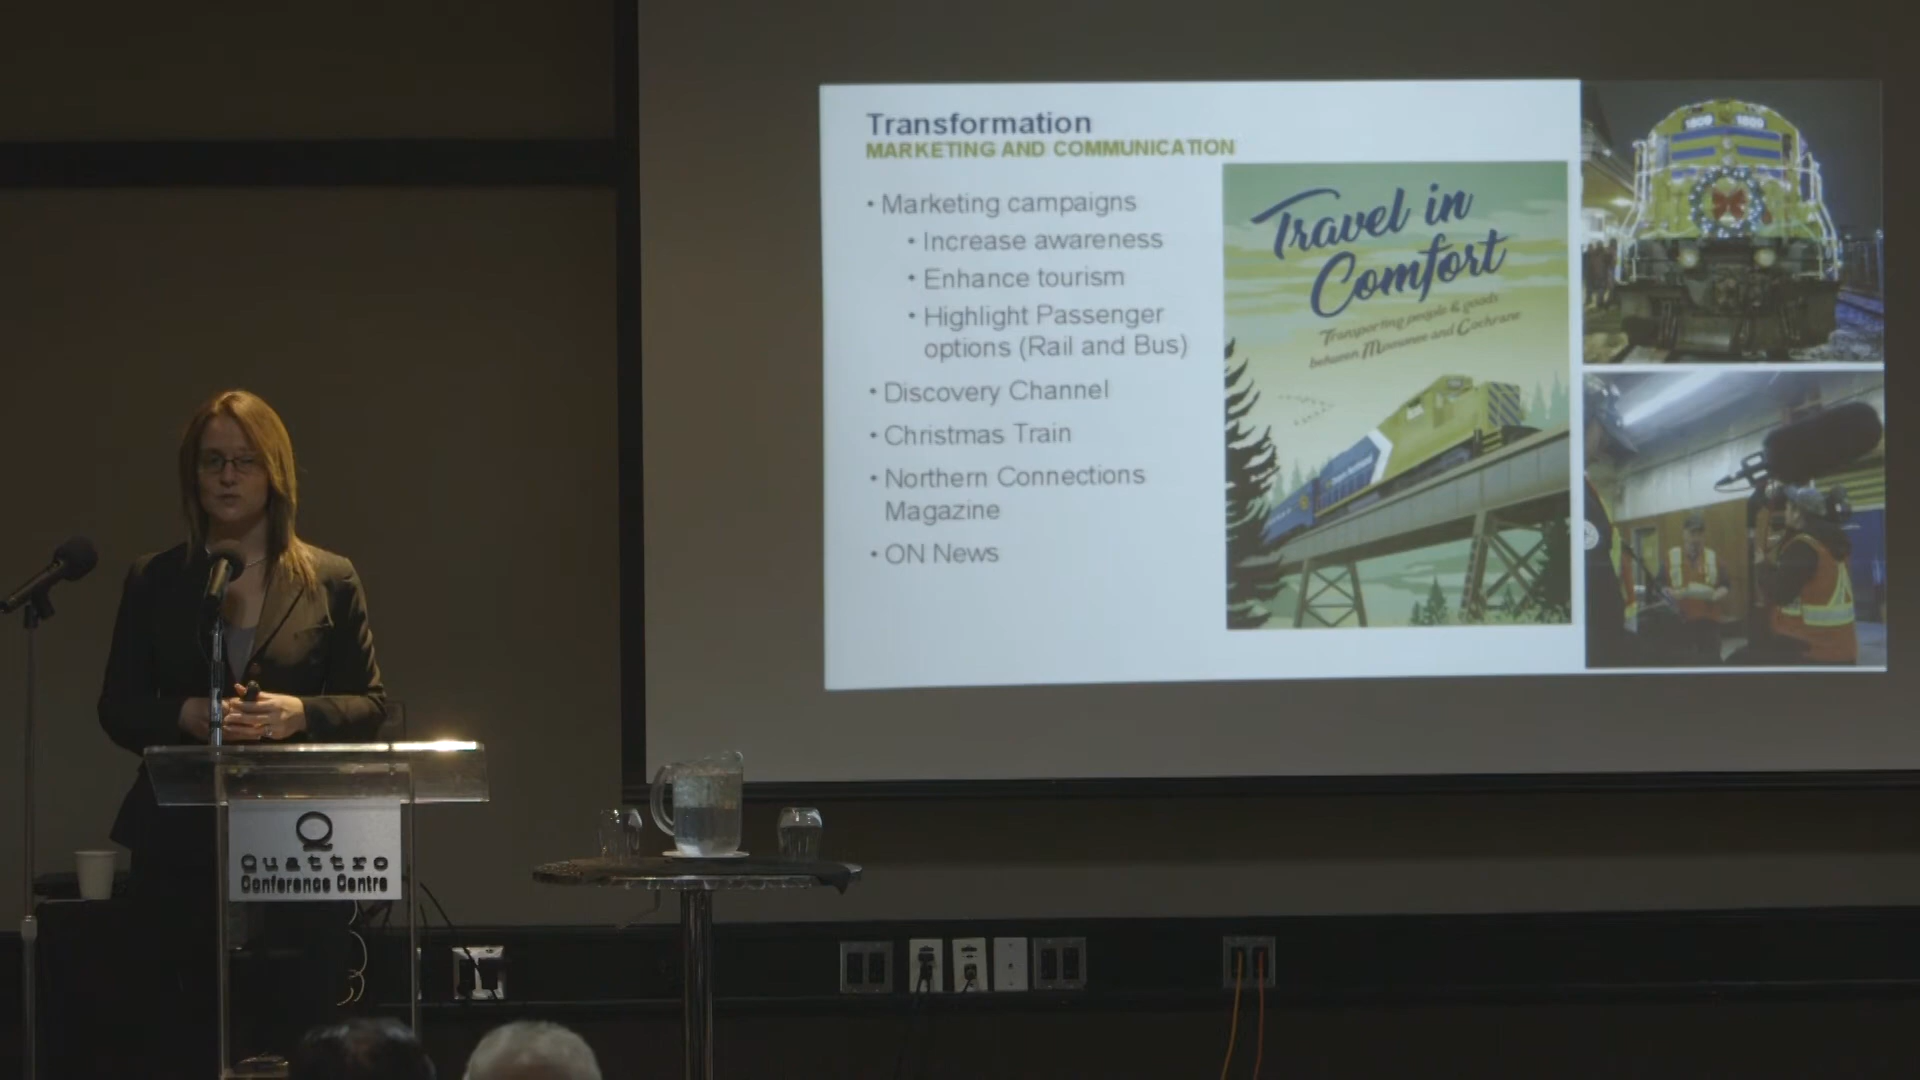 Transformation
MARKETING AND COMMUNICATION
• Marketing campaigns
• Increase awareness
• Enhance tourism
• Highlight Passenger
options (Rail and Bus)
• Discovery Channel
• Christmas Train
• Northern Connections
Magazine
• ON News
Travel in
Comfort
Transporting people & goods
between Moosonee and Cochrane
1809 1809
Q
Quattro
Conference Centre